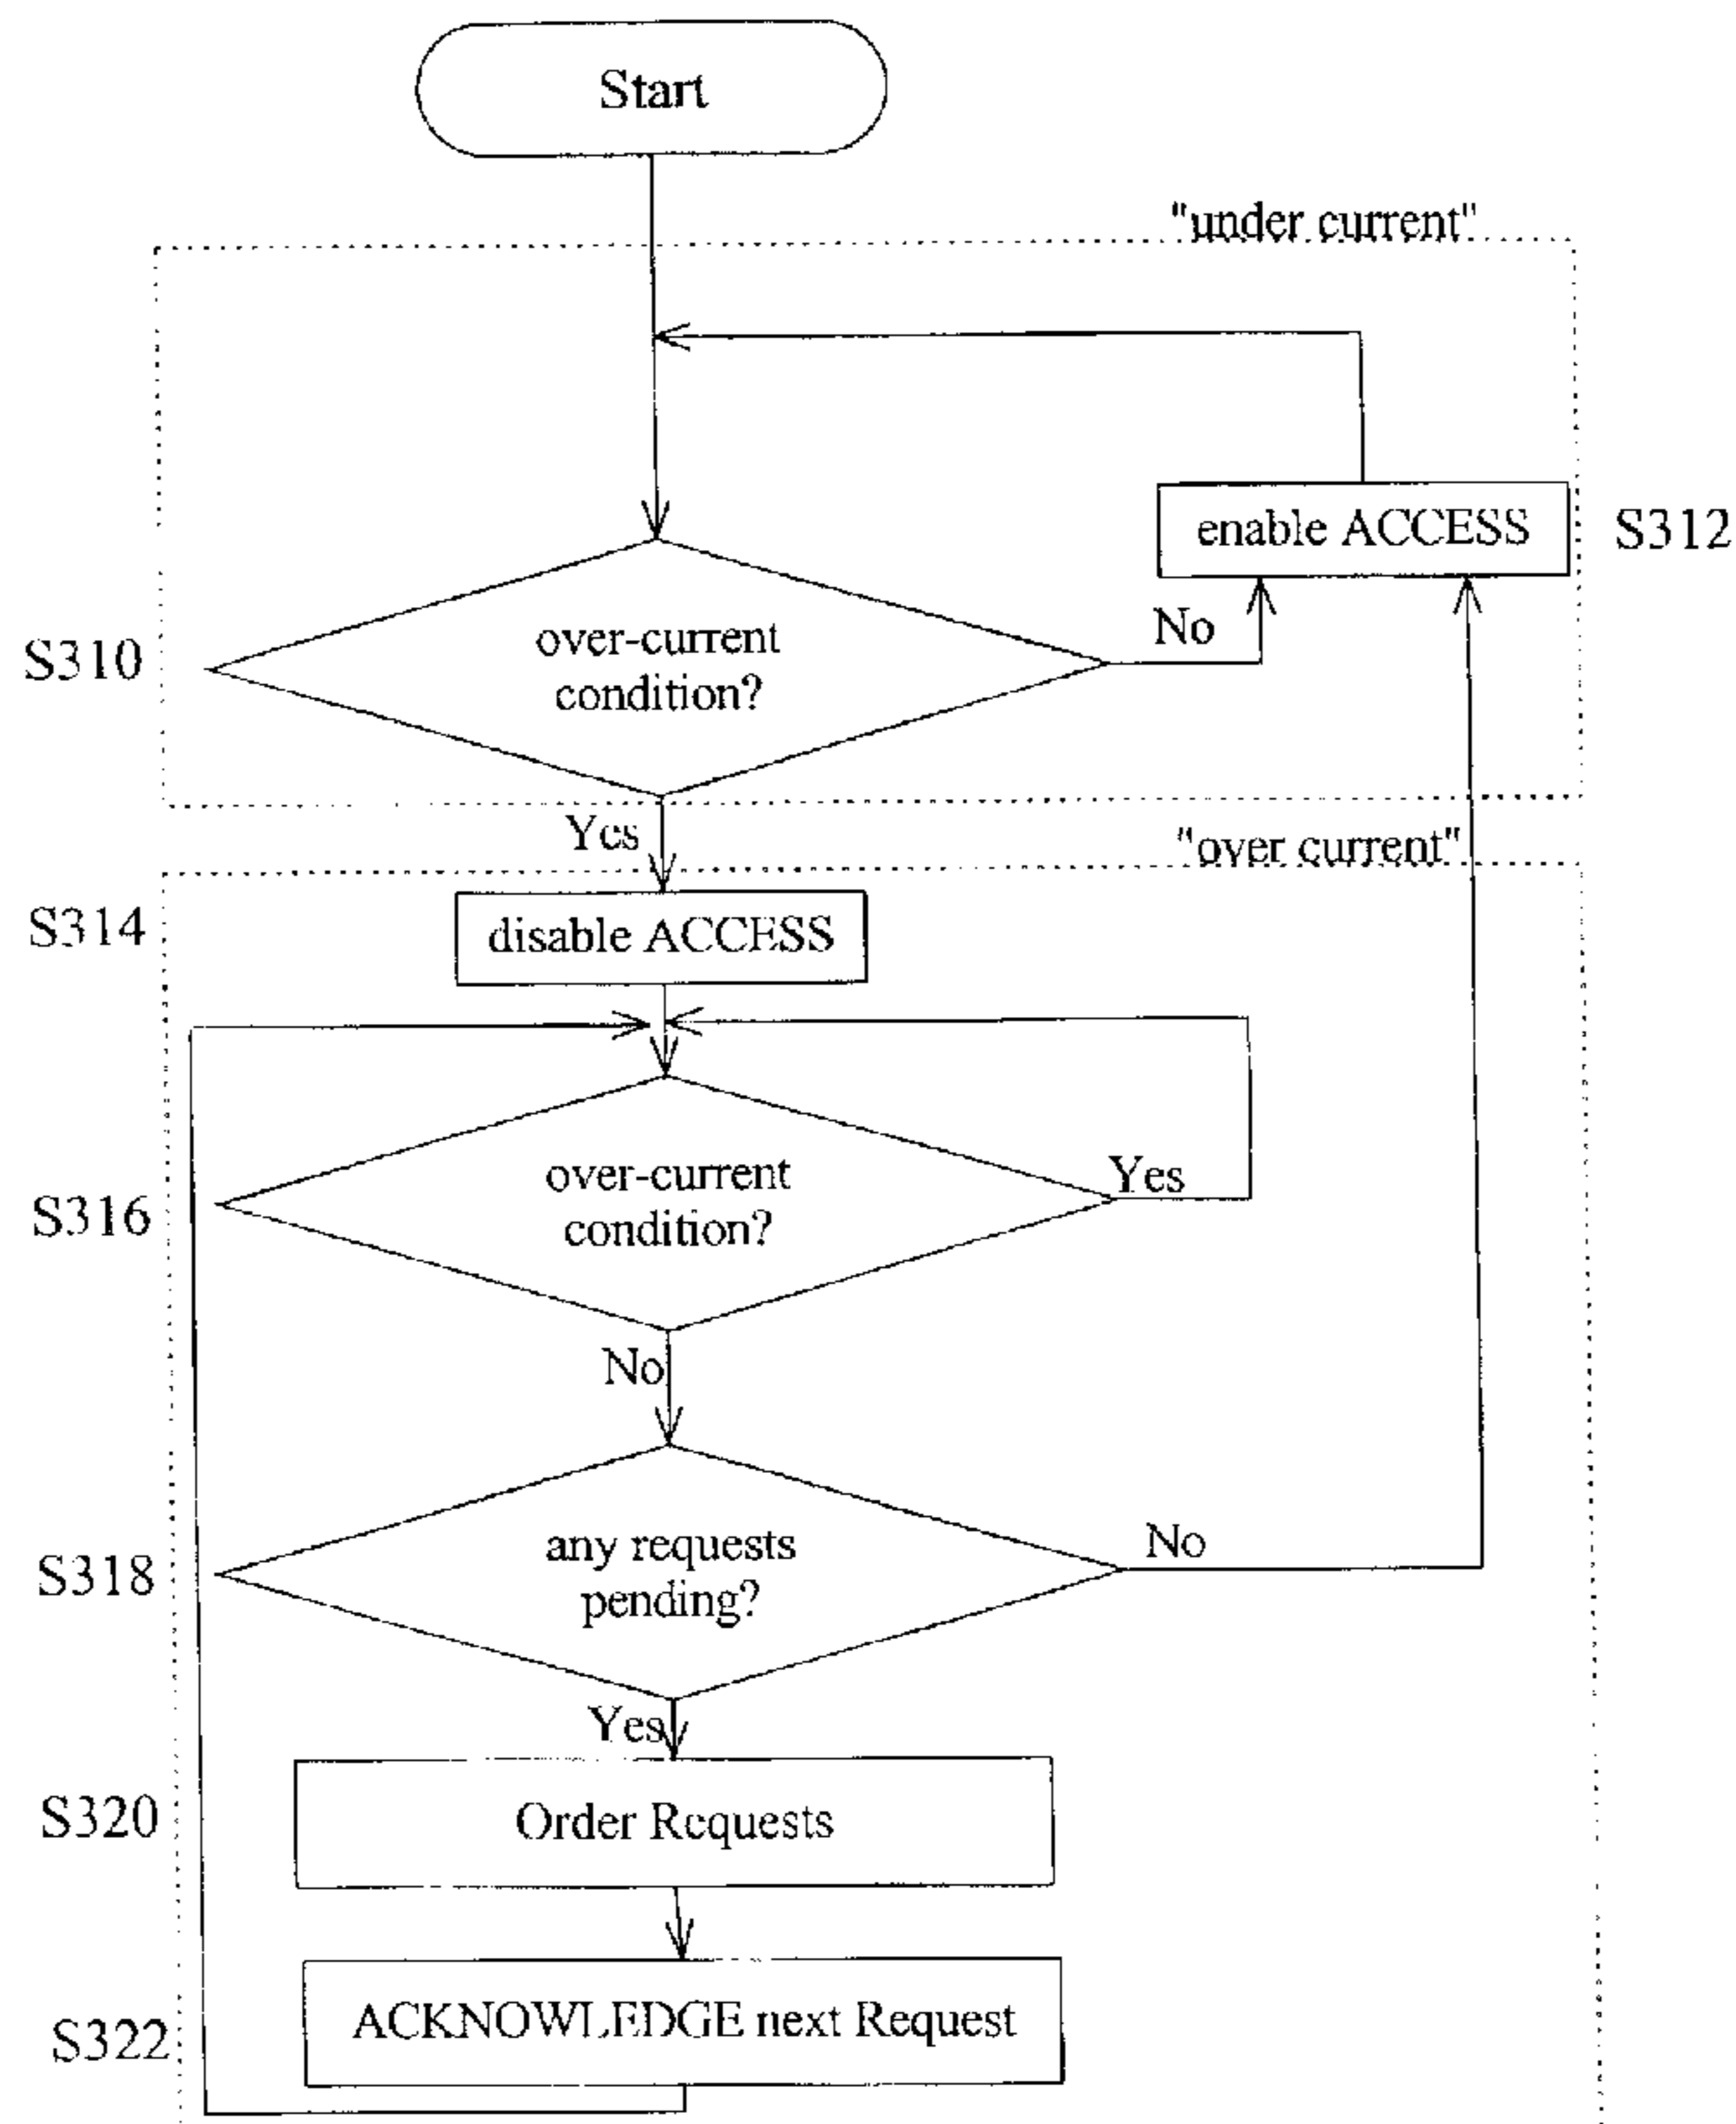 Start
"under current"
enable ACCESS
S312
No
S310
over-current
condition?
Yes
"over current"
S314
disable ACCESS
S316
over-current
condition?
Yes
No
S318
any requests
pending?
No
Yes
S320
Order Requests
S322
ACKNOWLEDGE next Request